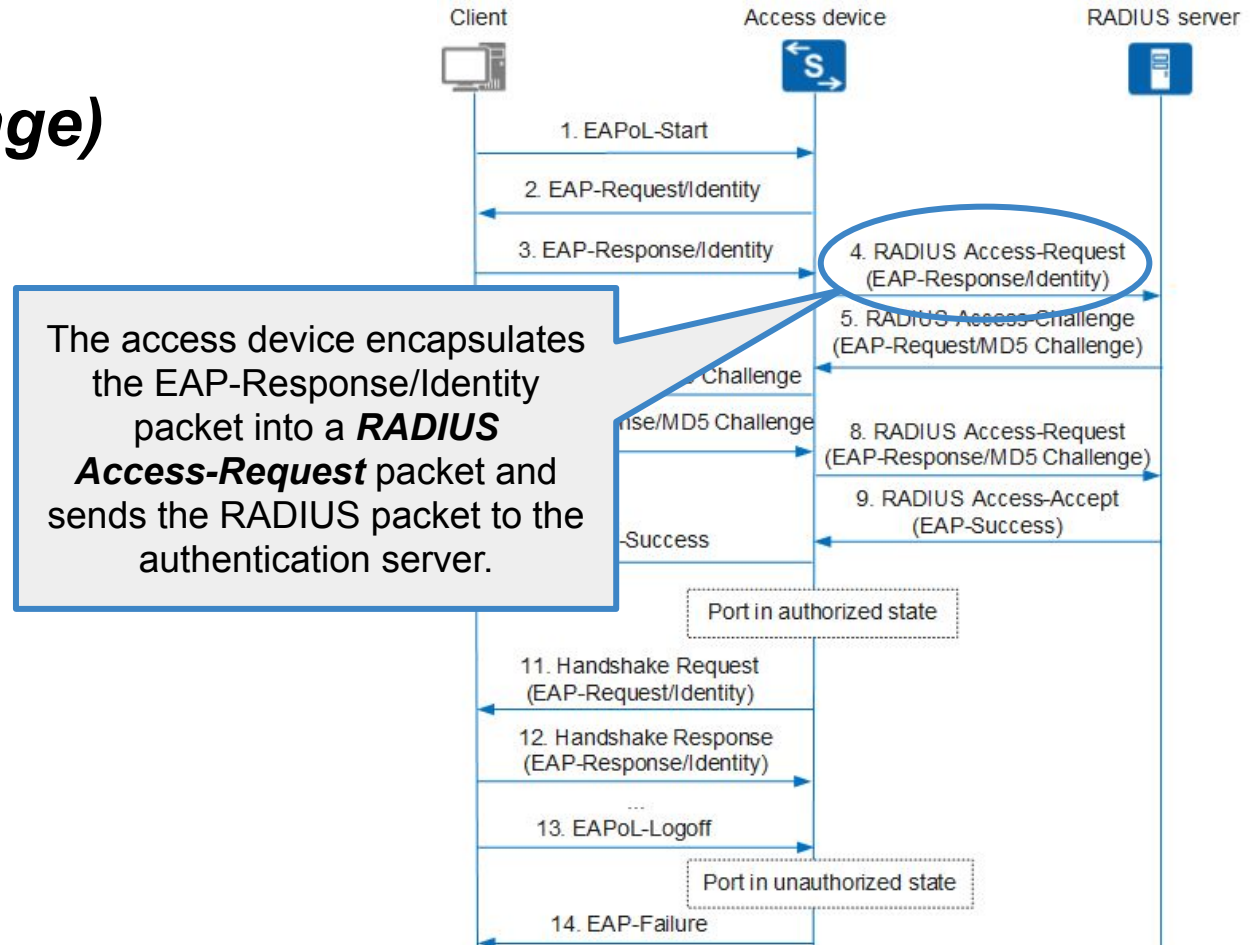 Client
Access device
RADIUS server
nge)
1. EAPoL-Start
2. EAP-Request/Identity
3. EAP-Response/Identity
4. RADIUS Access-Request
(EAP-Response/Identity)
The access device encapsulates
the EAP-Response/Identity
packet into a RADIUS
Access-Request packet and
sends the RADIUS packet to the
authentication server.
5. RADIUS Access-Challenge
(EAP-Request/MD5 Challenge)
Challenge
nse/MD5 Challenge
8. RADIUS Access-Request
(EAP-Response/MD5 Challenge)
9. RADIUS Access-Accept
(EAP-Success)
-Success
Port in authorized state
11. Handshake Request
(EAP-Request/Identity)
12. Handshake Response
(EAP-Response/Identity)
...
13. EAPoL-Logoff
Port in unauthorized state
14. EAP-Failure